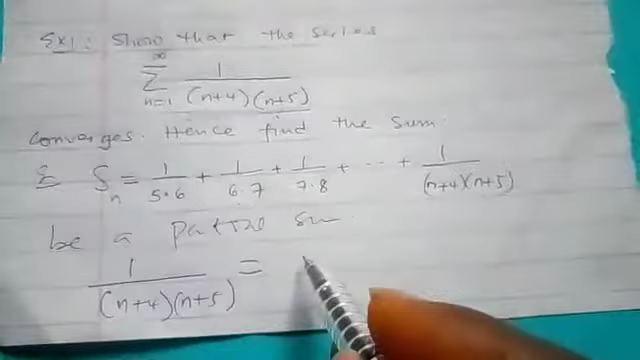 Ex1: Show that the series
∞ Σ n=1 1/((n+4)(n+5))
converges. Hence find the sum.
S_n = 1/5·6 + 1/6·7 + 1/7·8 + ··· + 1/((n+4)(n+5))
be a partial sum
1/((n+4)(n+5)) =